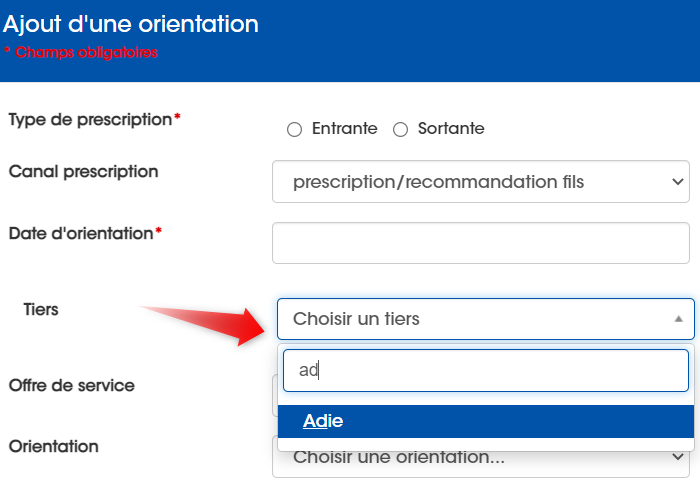 Ajout d'une orientation
* Champs obligatoires
Type de prescription*
Entrante Sortante
Canal prescription
prescription/recommandation fils
Date d'orientation*
Tiers
Choisir un tiers
ad
Offre de service
Adie
Orientation
Choisir une orientation...